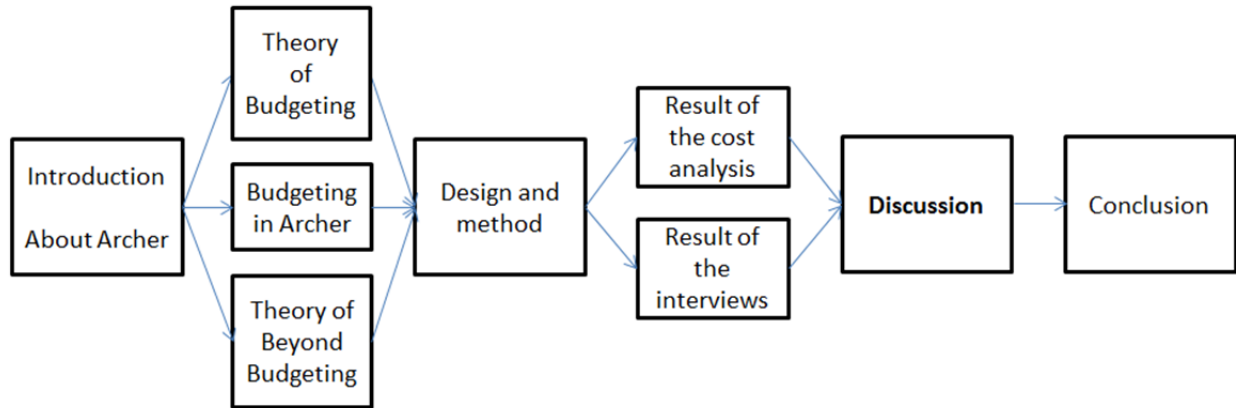 Introduction
About Archer
Theory
of
Budgeting
Budgeting
in Archer
Theory of
Beyond
Budgeting
Design and
method
Result of
the cost
analysis
Result of
the
interviews
Discussion
Conclusion